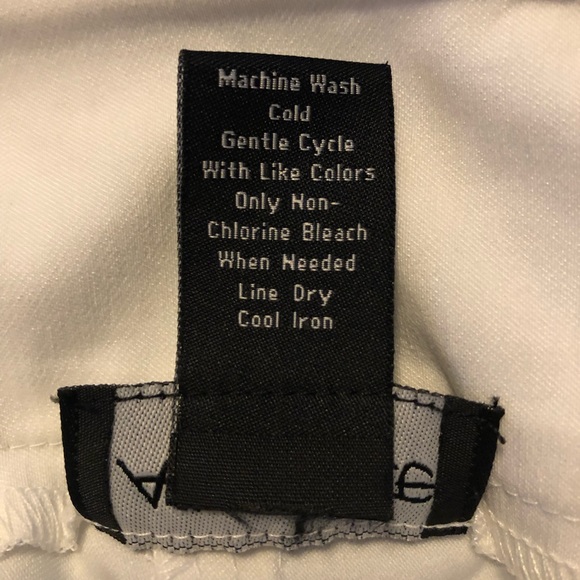 Machine Wash
Cold
Gentle Cycle
With Like Colors
Only Non-
Chlorine Bleach
When Needed
Line Dry
Cool Iron